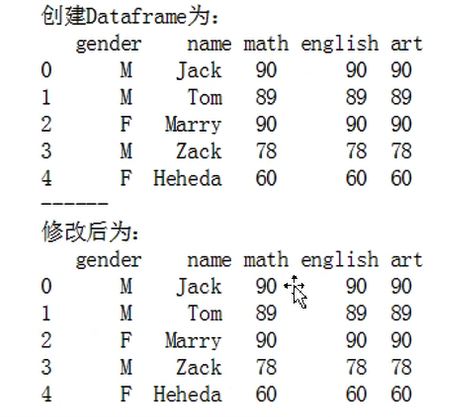 创建Dataframe为:
gender name math english art
0 M Jack 90 90 90
1 M Tom 89 89 89
2 F Marry 90 90 90
3 M Zack 78 78 78
4 F Heheda 60 60 60
------
修改后为:
gender name math english art
0 M Jack 90 90 90
1 M Tom 89 89 89
2 F Marry 90 90 90
3 M Zack 78 78 78
4 F Heheda 60 60 60